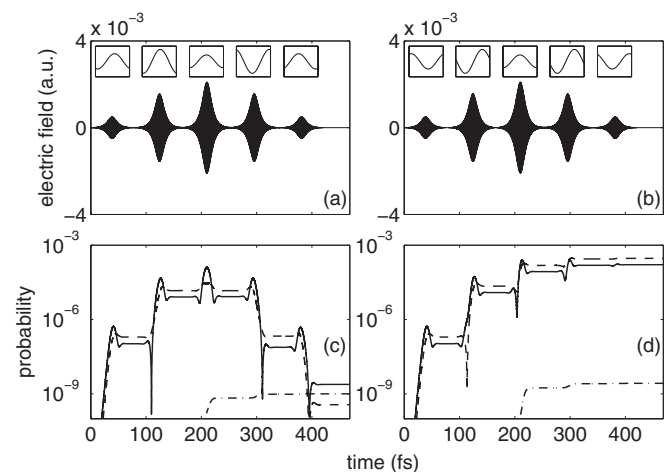 x 10⁻³
x 10⁻³
4
4
electric field (a.u.)
0
0
−4
−4
(a)
(b)
10⁻³
10⁻³
probability
10⁻⁶
10⁻⁶
10⁻⁹
10⁻⁹
(c)
(d)
0 100 200 300 400
0 100 200 300 400
time (fs)